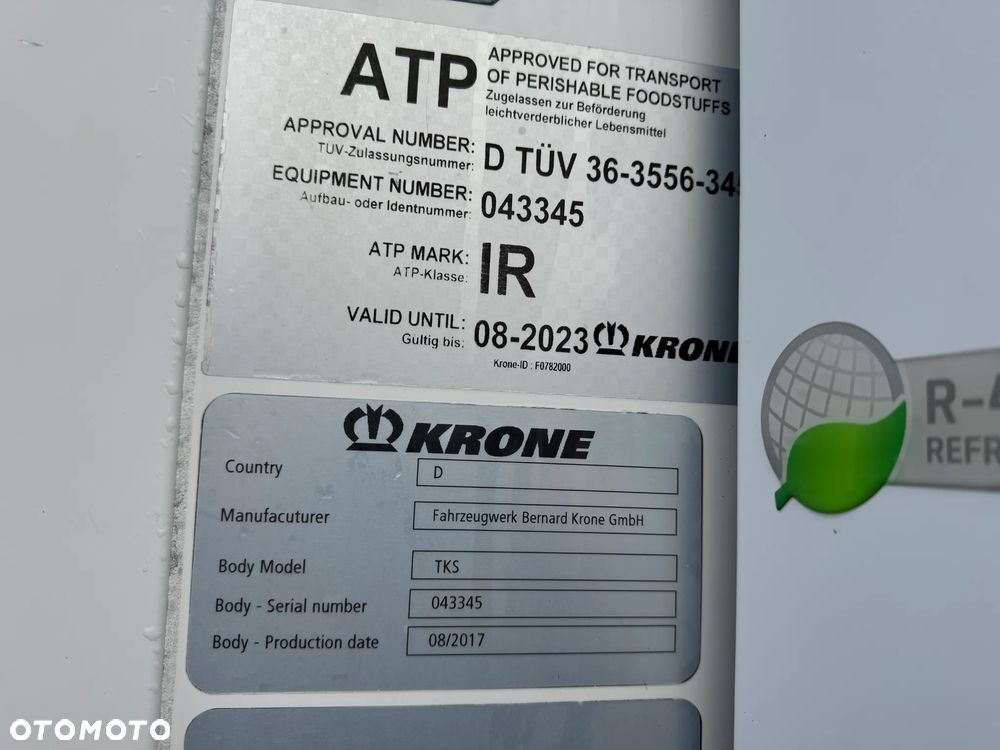 ATP
APPROVED FOR TRANSPORT
OF PERISHABLE FOODSTUFFS
Zugelassen zur Beförderung
leichtverderblicher Lebensmittel
APPROVAL NUMBER: D TÜV 36-3556-34
TUV-Zulassungsnummer:
EQUIPMENT NUMBER: 043345
Aufbau- oder Identnummer:
ATP MARK: IR
ATP-Klasse:
VALID UNTIL: 08-2023 KRONE
Gultig bis:
Krone-ID : F0782000
KRONE
Country D
Manufacuturer Fahrzeugwerk Bernard Krone GmbH
Body Model TKS
Body - Serial number 043345
Body - Production date 08/2017
R-4
REFR
OTOMOTO